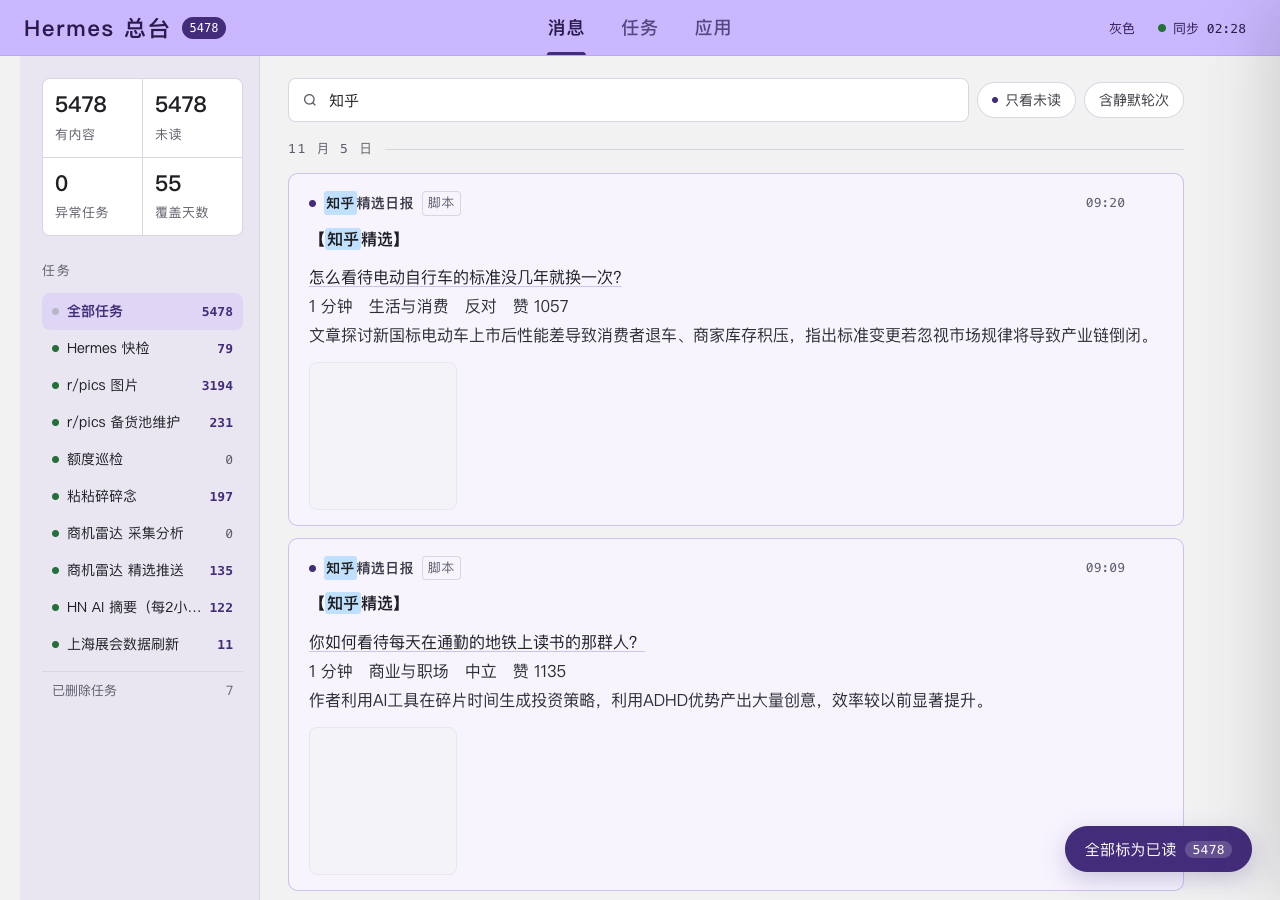 Hermes 总台 5478
消息 任务 应用
灰色 同步 02:28
5478 有内容
5478 未读
0 异常任务
55 覆盖天数
任务
全部任务 5478
Hermes 快检 79
r/pics 图片 3194
r/pics 备货池维护 231
额度巡检 0
粘粘碎碎念 197
商机雷达 采集分析 0
商机雷达 精选推送 135
HN AI 摘要（每2小… 122
上海展会数据刷新 11
已删除任务 7
知乎
只看未读
含静默轮次
11 月 5 日
知乎精选日报 脚本 09:20
【知乎精选】
怎么看待电动自行车的标准没几年就换一次?
1 分钟 生活与消费 反对 赞 1057
文章探讨新国标电动车上市后性能差导致消费者退车、商家库存积压，指出标准变更若忽视市场规律将导致产业链倒闭。
知乎精选日报 脚本 09:09
【知乎精选】
你如何看待每天在通勤的地铁上读书的那群人？
1 分钟 商业与职场 中立 赞 1135
作者利用AI工具在碎片时间生成投资策略，利用ADHD优势产出大量创意，效率较以前显著提升。
全部标为已读 5478